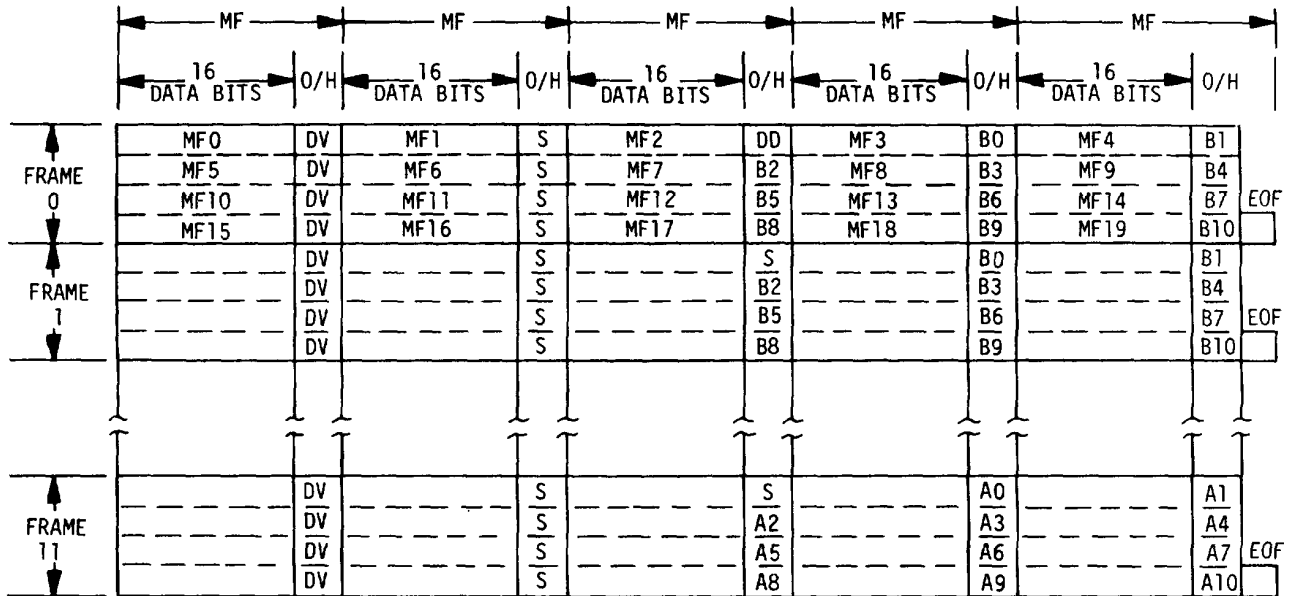 MF MF MF MF MF
16 DATA BITS O/H 16 DATA BITS O/H 16 DATA BITS O/H 16 DATA BITS O/H 16 DATA BITS O/H
FRAME 0
MF0 DV MF1 S MF2 DD MF3 B0 MF4 B1
MF5 DV MF6 S MF7 B2 MF8 B3 MF9 B4
MF10 DV MF11 S MF12 B5 MF13 B6 MF14 B7 EOF
MF15 DV MF16 S MF17 B8 MF18 B9 MF19 B10
FRAME 1
DV S S B0 B1
DV S B2 B3 B4
DV S B5 B6 B7 EOF
DV S B8 B9 B10
FRAME 11
DV S S A0 A1
DV S A2 A3 A4
DV S A5 A6 A7 EOF
DV S A8 A9 A10